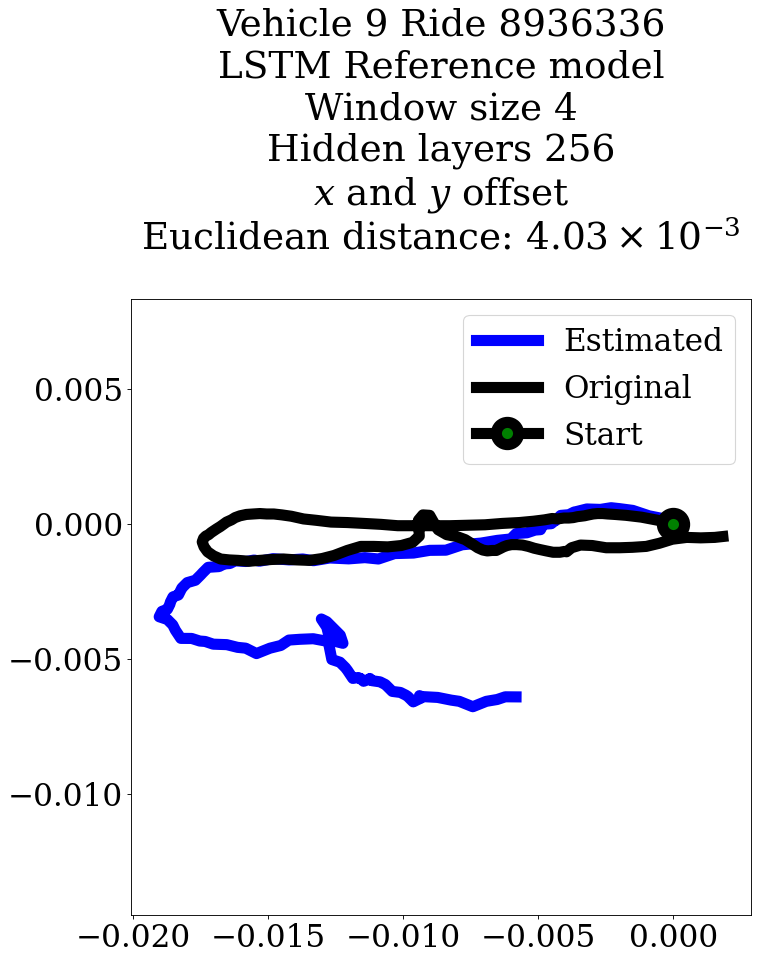 Vehicle 9 Ride 8936336
LSTM Reference model
Window size 4
Hidden layers 256
x and y offset
Euclidean distance: 4.03 × 10⁻³
Estimated
Original
Start
0.005
0.000
−0.005
−0.010
−0.020 −0.015 −0.010 −0.005 0.000